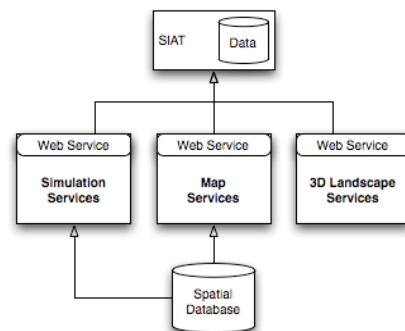 SIAT
Data
Web Service
Simulation
Services
Web Service
Map
Services
Web Service
3D Landscape
Services
Spatial
Database